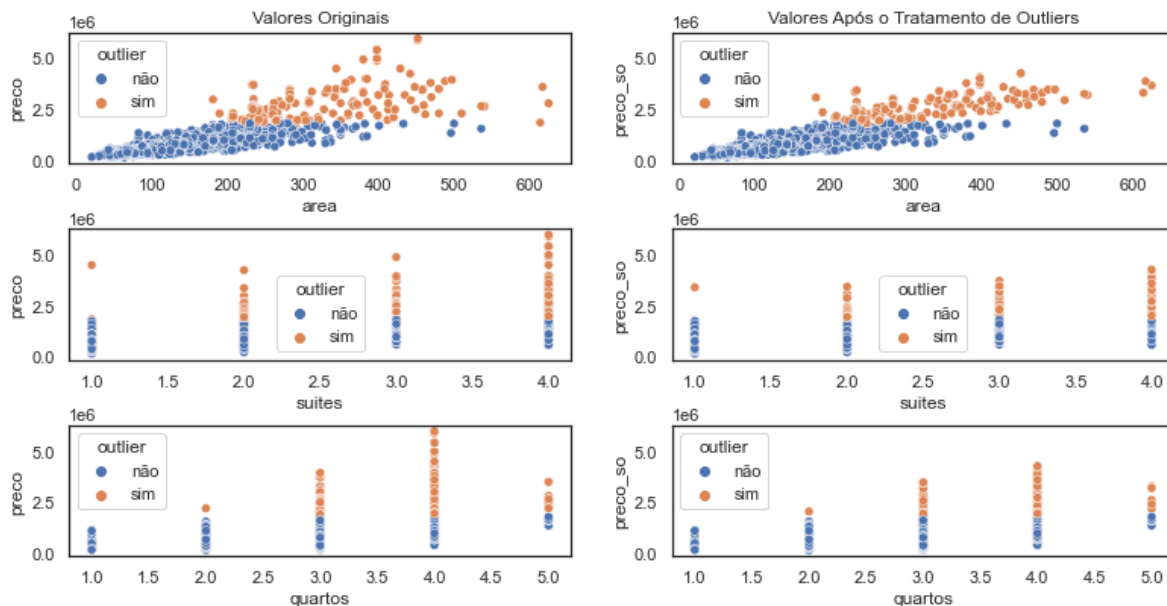 Valores Originais
1e6
preco
5.0
2.5
0.0
outlier
não
sim
0 100 200 300 400 500 600
area
Valores Após o Tratamento de Outliers
1e6
preco_so
5.0
2.5
0.0
outlier
não
sim
0 100 200 300 400 500 600
area
1e6
preco
5.0
2.5
0.0
outlier
não
sim
1.0 1.5 2.0 2.5 3.0 3.5 4.0
suites
1e6
preco_so
5.0
2.5
0.0
outlier
não
sim
1.0 1.5 2.0 2.5 3.0 3.5 4.0
suites
1e6
preco
5.0
2.5
0.0
outlier
não
sim
1.0 1.5 2.0 2.5 3.0 3.5 4.0 4.5 5.0
quartos
1e6
preco_so
5.0
2.5
0.0
outlier
não
sim
1.0 1.5 2.0 2.5 3.0 3.5 4.0 4.5 5.0
quartos